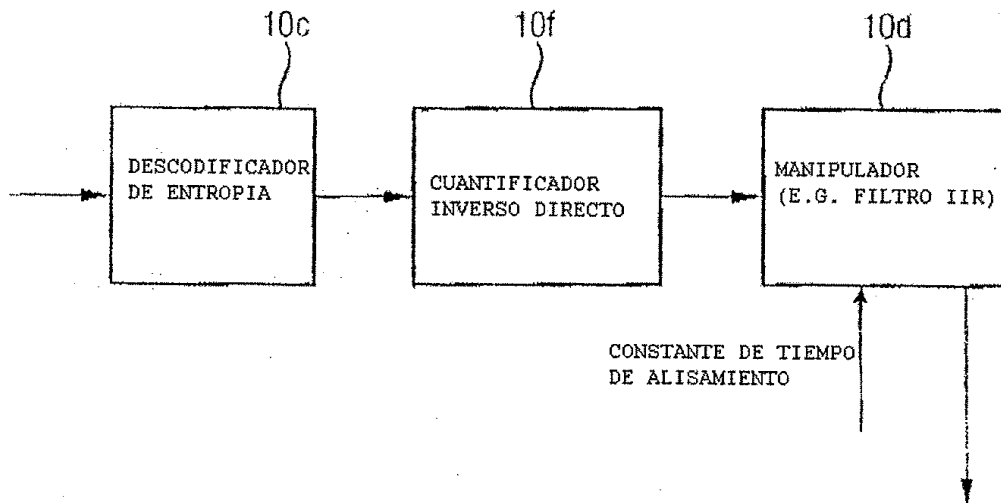 10c
10f
10d
DESCODIFICADOR
DE ENTROPIA
CUANTIFICADOR
INVERSO DIRECTO
MANIPULADOR
(E.G. FILTRO IIR)
CONSTANTE DE TIEMPO
DE ALISAMIENTO